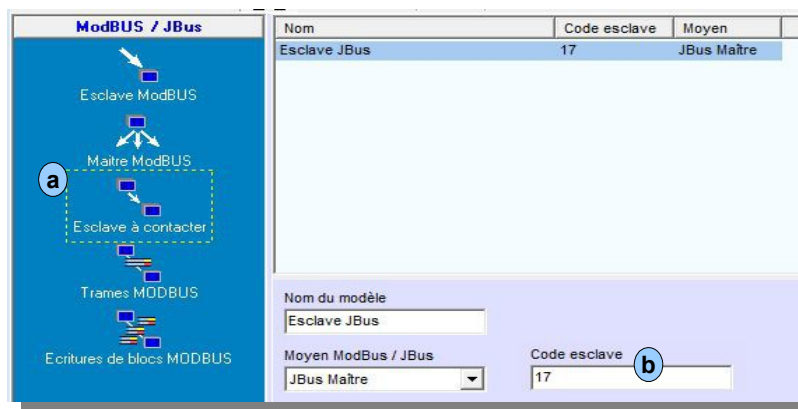 ModBUS / JBus
Esclave ModBUS
Maitre ModBUS
a
Esclave à contacter
Trames MODBUS
Ecritures de blocs MODBUS
Nom Code esclave Moyen
Esclave JBus 17 JBus Maître
Nom du modèle
Esclave JBus
Moyen ModBus / JBus Code esclave
JBus Maître 17
b